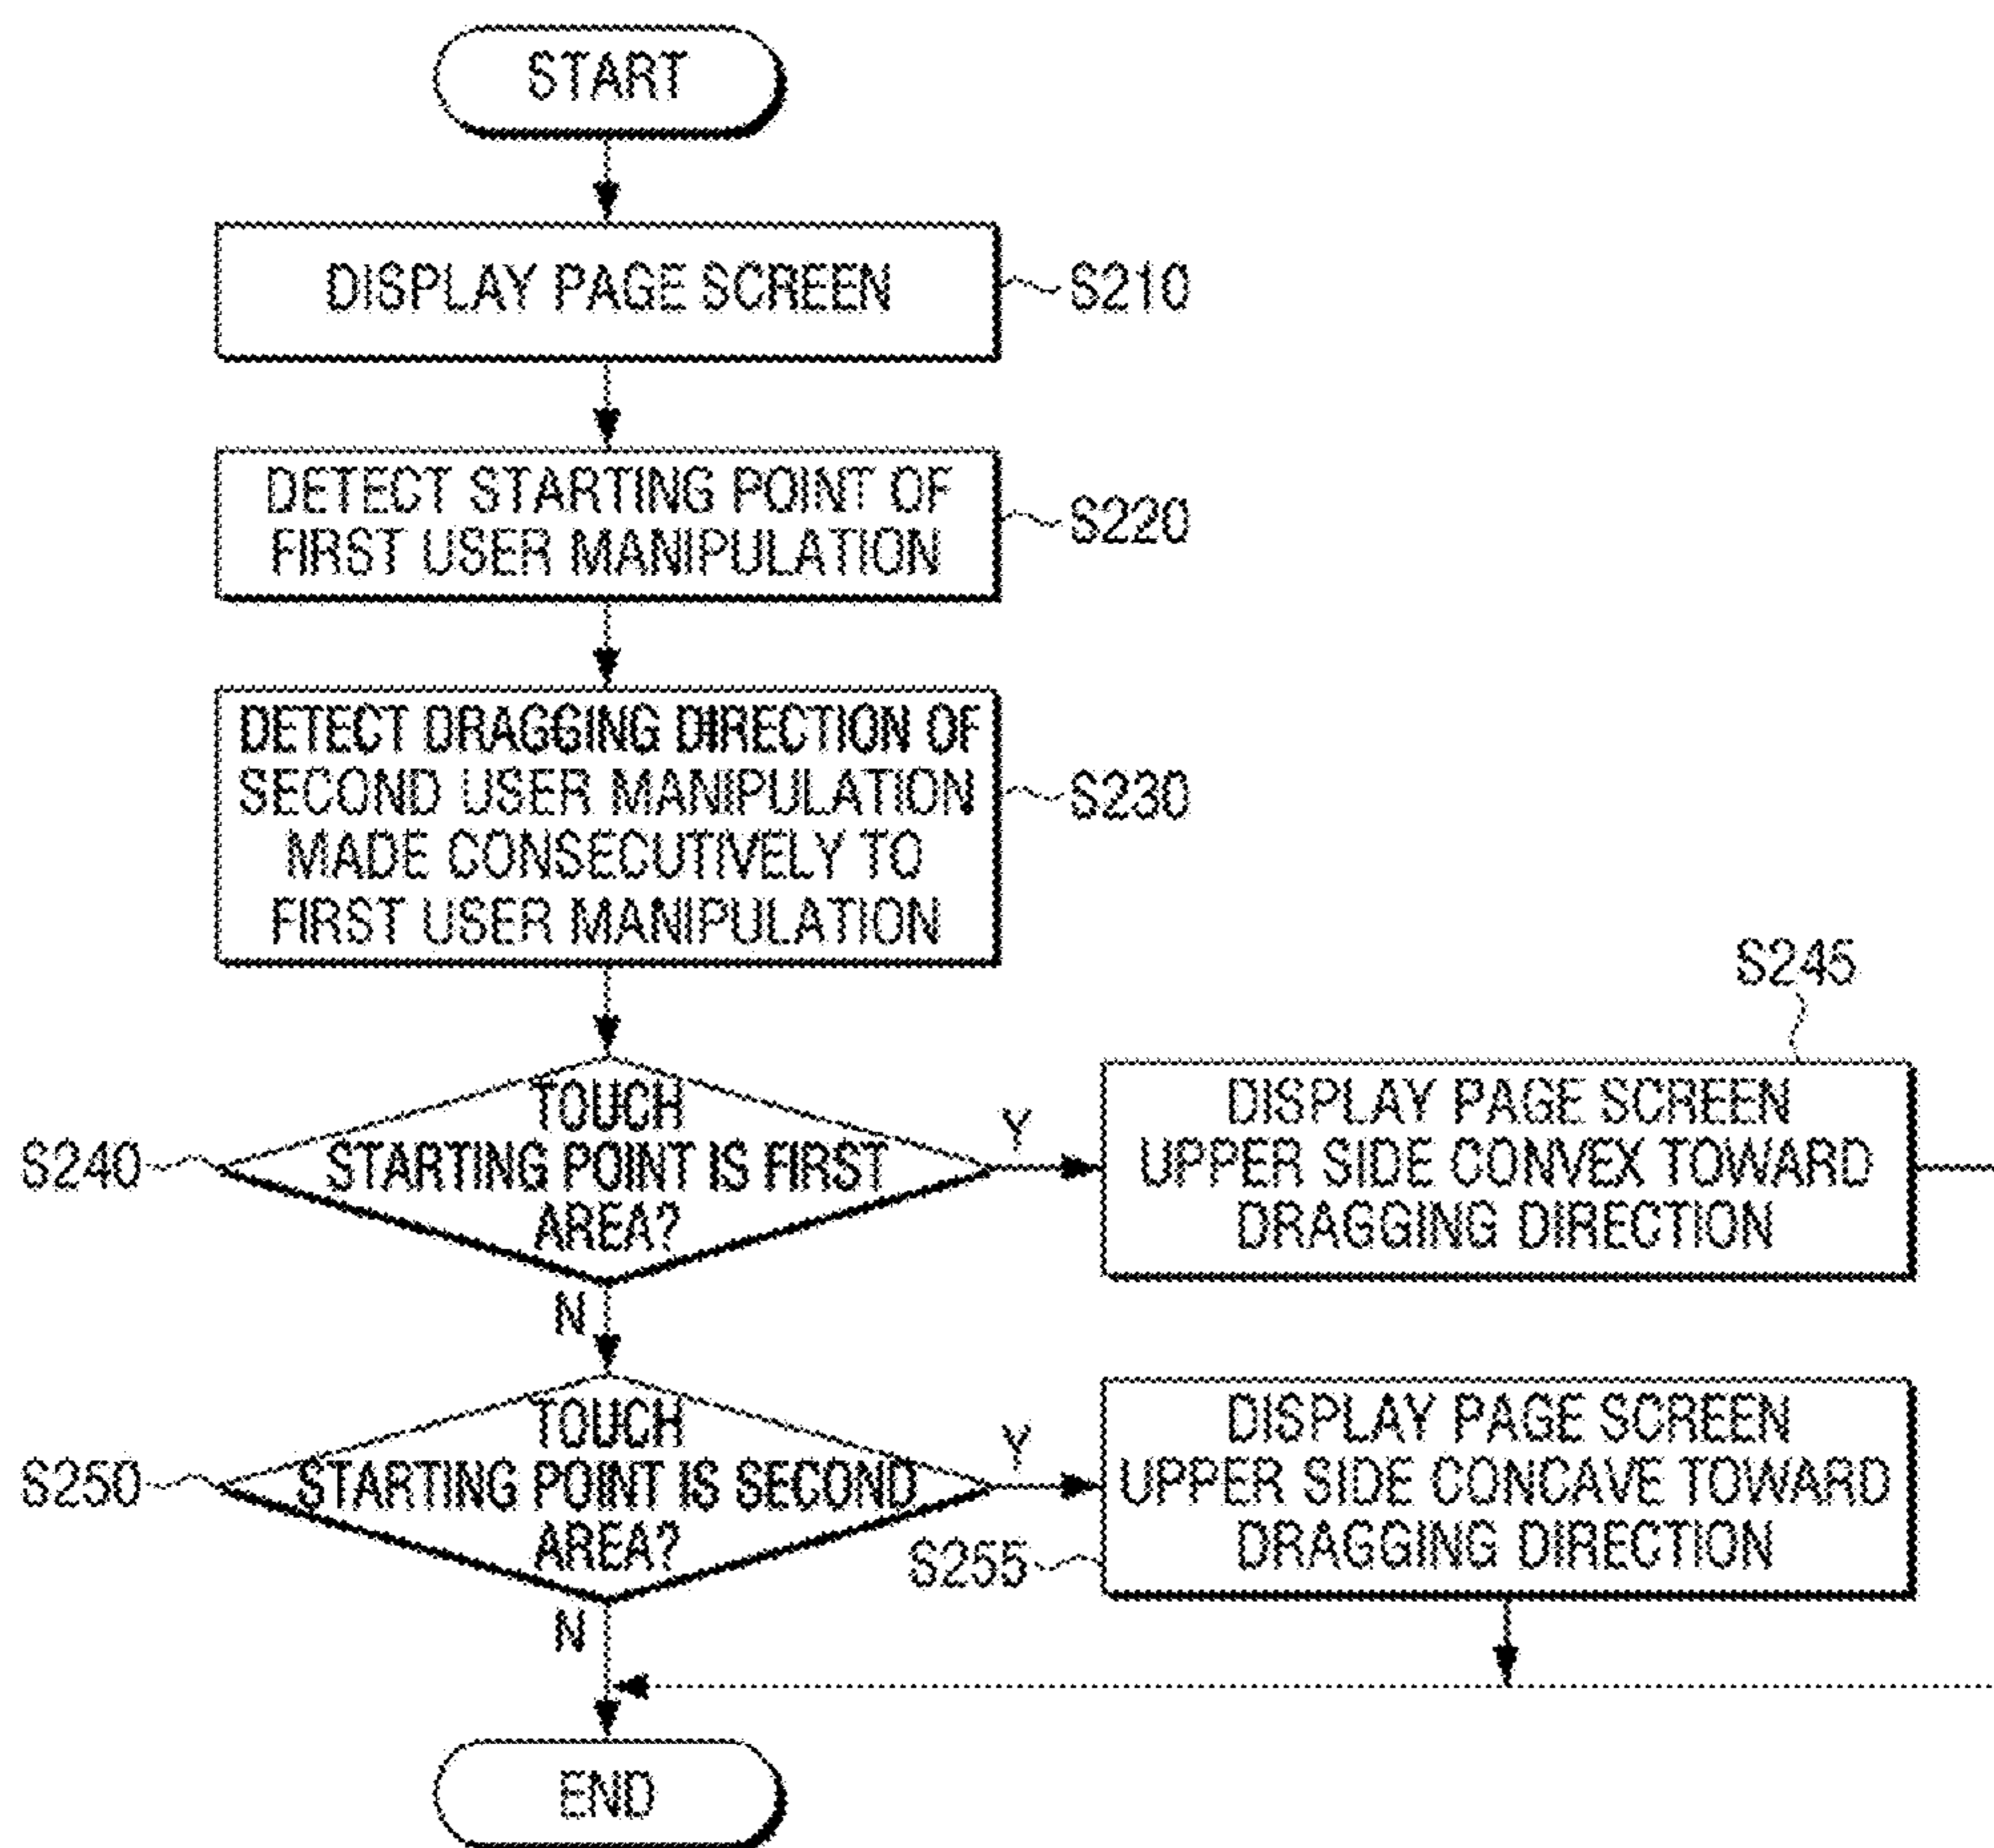 START
DISPLAY PAGE SCREEN
S210
DETECT STARTING POINT OF
FIRST USER MANIPULATION
S220
DETECT DRAGGING DIRECTION OF
SECOND USER MANIPULATION
MADE CONSECUTIVELY TO
FIRST USER MANIPULATION
S230
S240
TOUCH
STARTING POINT IS FIRST
AREA?
Y
N
S245
DISPLAY PAGE SCREEN
UPPER SIDE CONVEX TOWARD
DRAGGING DIRECTION
S250
TOUCH
STARTING POINT IS SECOND
AREA?
Y
N
S255
DISPLAY PAGE SCREEN
UPPER SIDE CONCAVE TOWARD
DRAGGING DIRECTION
END